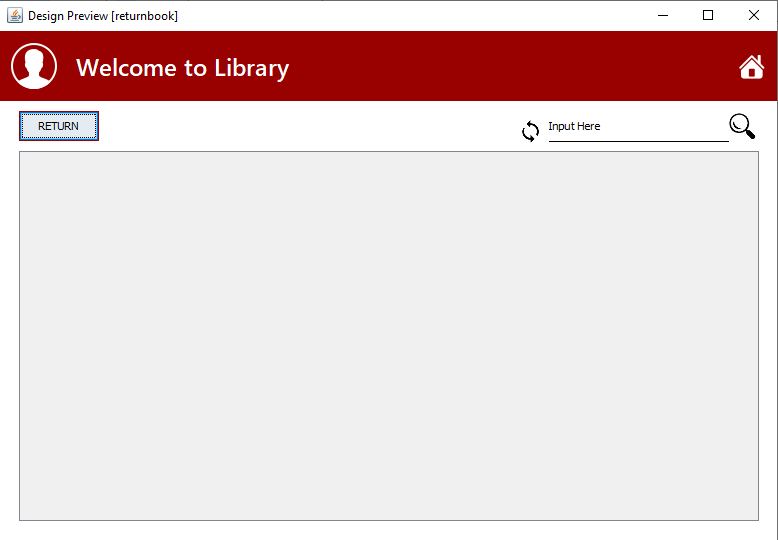 Design Preview [returnbook]
Welcome to Library
RETURN
Input Here